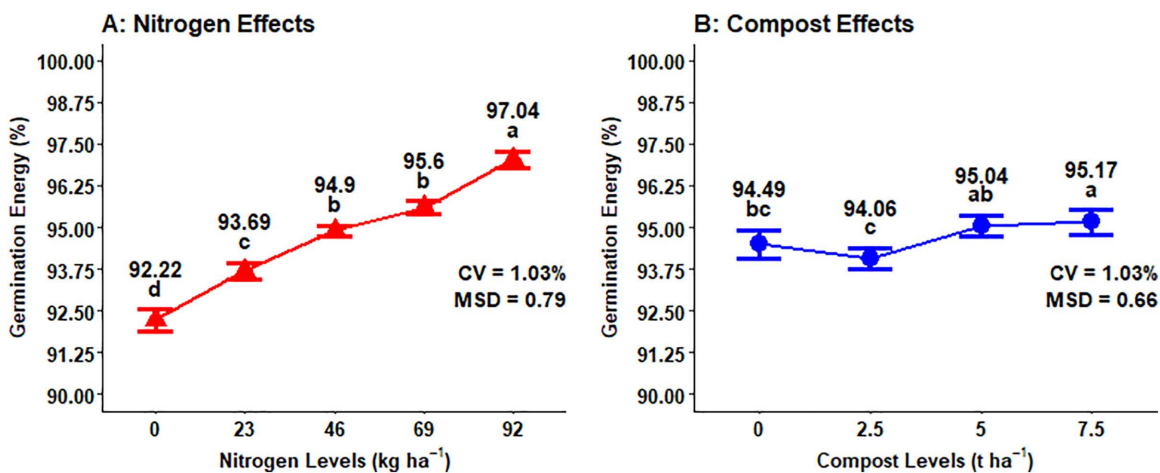 A: Nitrogen Effects
Germination Energy (%)
100.00
98.75
97.50
96.25
95.00
93.75
92.50
91.25
90.00
92.22
d
93.69
c
94.9
b
95.6
b
97.04
a
CV = 1.03%
MSD = 0.79
0 23 46 69 92
Nitrogen Levels (kg ha⁻¹)
B: Compost Effects
Germination Energy (%)
100.00
98.75
97.50
96.25
95.00
93.75
92.50
91.25
90.00
94.49
bc
94.06
c
95.04
ab
95.17
a
CV = 1.03%
MSD = 0.66
0 2.5 5 7.5
Compost Levels (t ha⁻¹)